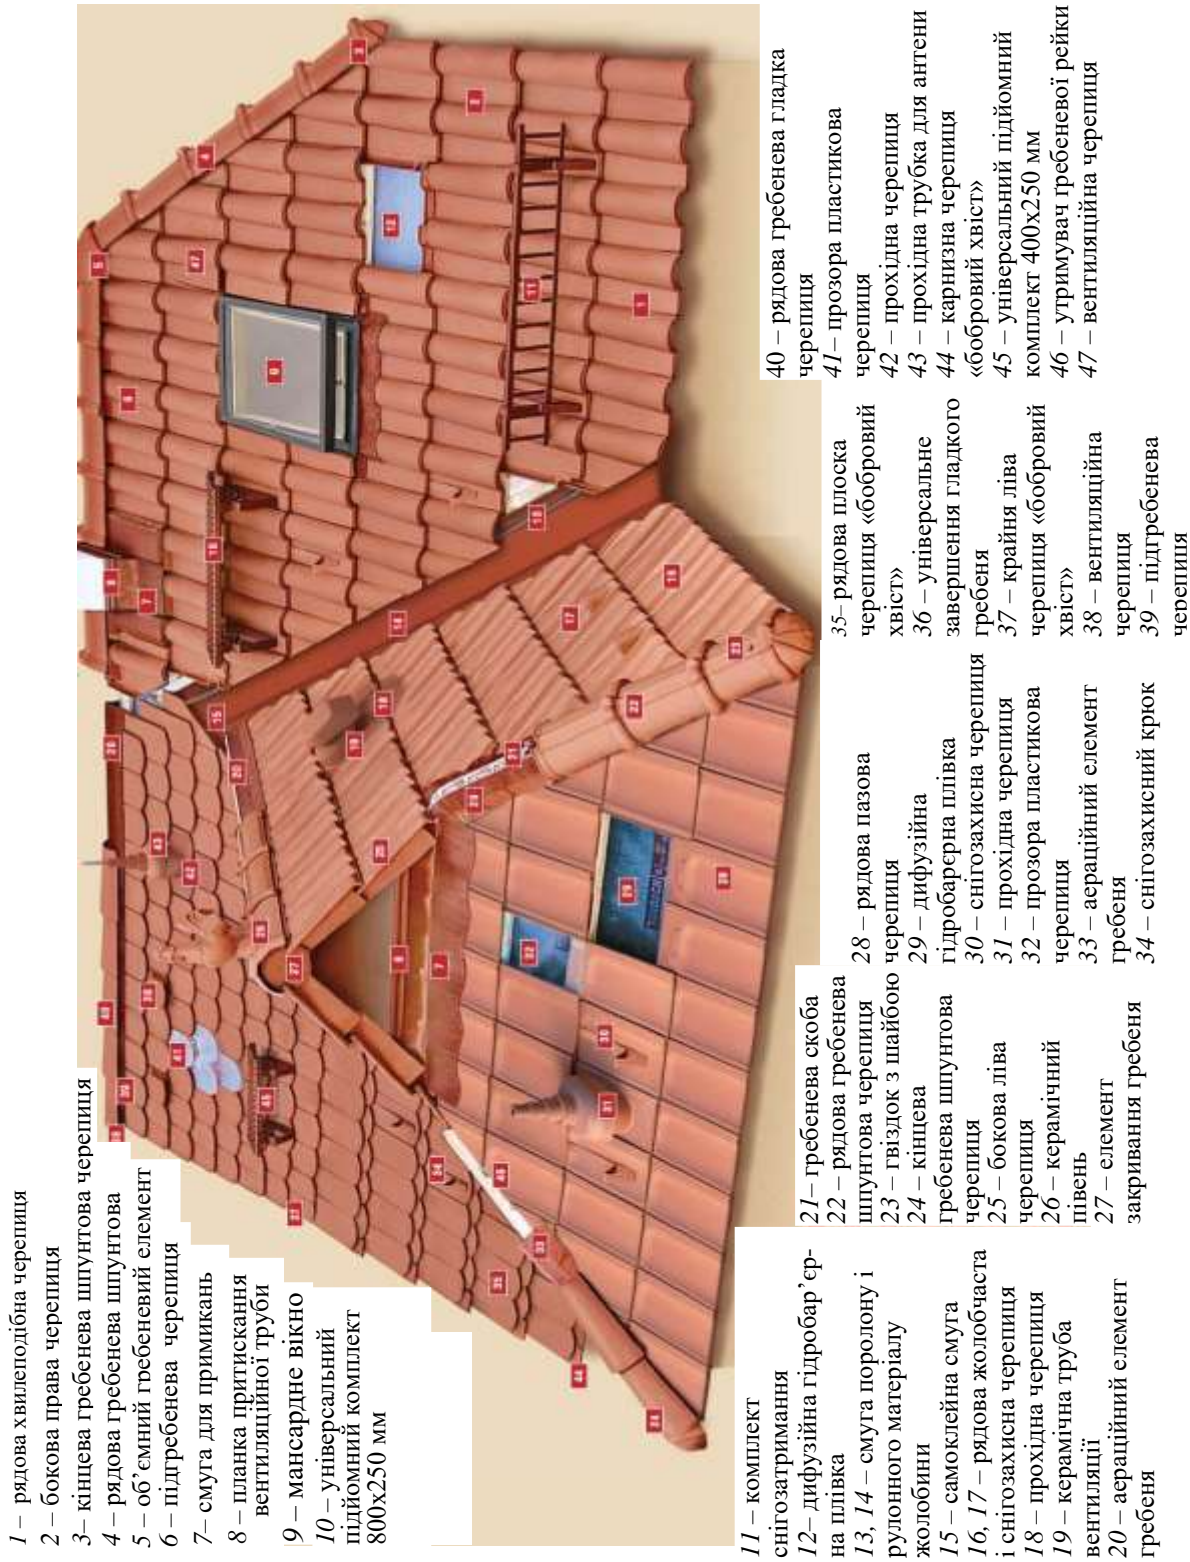 1 – рядова хвилеподібна черепиця
2 – бокова права черепиця
3– кінцева гребенева шпунтова черепиця
4 – рядова гребенева шпунтова
5 – об’ємний гребеневий елемент
6 – підгребенева черепиця
7– смуга для примикань
8 – планка притискання
вентиляційної труби
9 – мансардне вікно
10 – універсальний
підйомний комплект
800х250 мм
11 – комплект
снігозатримання
12– дифузійна гідробар’єр-
на плівка
13, 14 – смуга поролону і
рулонного матеріалу
жолобини
15 – самоклейна смуга
16, 17 – рядова жолобчаста
і снігозахисна черепиця
18 – прохідна черепиця
19 – керамічна труба
вентиляції
20 – аераційний елемент
гребеня
21– гребенева скоба
22 – рядова гребенева
шпунтова черепиця
23 – гвіздок з шайбою
24 – кінцева
гребенева шпунтова
черепиця
25 – бокова ліва
черепиця
26 – керамічний
півень
27 – елемент
закривання гребеня
28 – рядова пазова
черепиця
29 – дифузійна
гідробарєрна плівка
30 – снігозахисна черепиця
31 – прохідна черепиця
32 – прозора пластикова
черепиця
33 – аераційний елемент
гребеня
34 – снігозахисний крюк
35– рядова плоска
черепиця «бобровий
хвіст»
36 – універсальне
завершення гладкого
гребеня
37 – крайня ліва
черепиця «бобровий
хвіст»
38 – вентиляційна
черепиця
39 – підгребенева
черепиця
40 – рядова гребенева гладка
черепиця
41 – прозора пластикова
черепиця
42 – прохідна черепиця
43 – прохідна трубка для антени
44 – карнизна черепиця
«бобровий хвіст»
45 – універсальний підйомний
комплект 400х250 мм
46 – утримувач гребеневої рейки
47 – вентиляційна черепиця